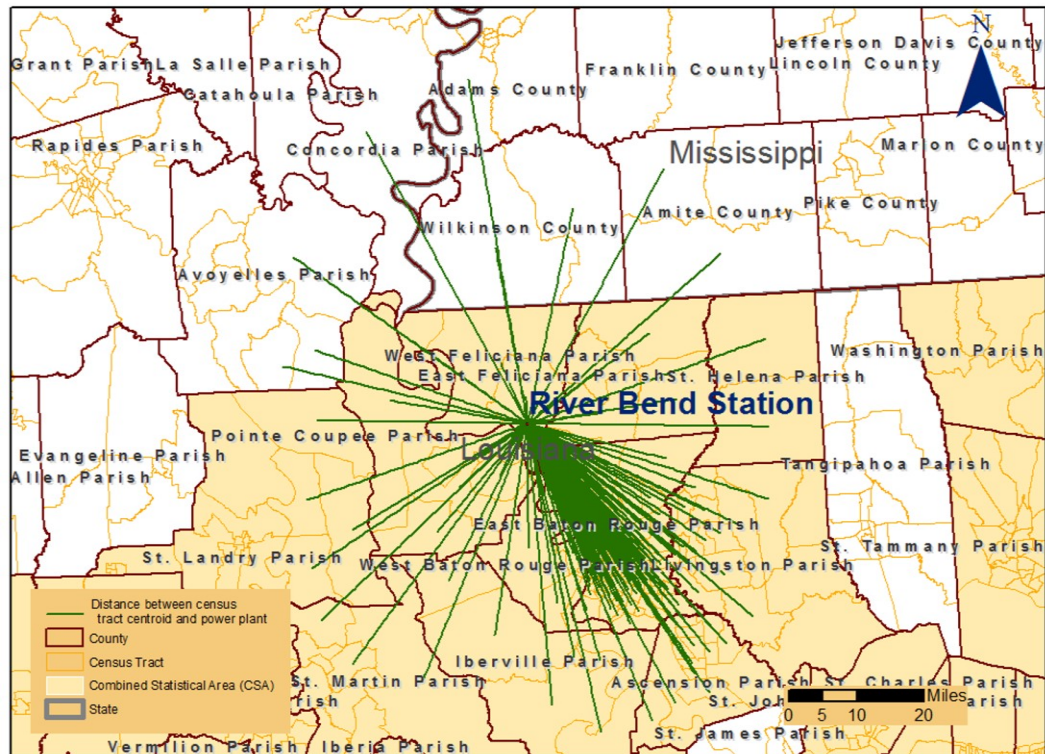 N
Jefferson Davis County
Grant Parish La Salle Parish
Franklin County Lincoln County
Catahoula Parish
Adams County
Rapides Parish
Concordia Parish
Mississippi
Marion County
Wilkinson County
Amite County
Pike County
Avoyelles Parish
West Feliciana Parish
Washington Parish
East Feliciana Parish St. Helena Parish
River Bend Station
Pointe Coupee Parish
Louisiana
Evangeline Parish
Tangipahoa Parish
Allen Parish
East Baton Rouge Parish
St. Landry Parish
St. Tammany Parish
West Baton Rouge Parish Livingston Parish
Distance between census
tract centroid and power plant
County
Census Tract
Combined Statistical Area (CSA)
State
Iberville Parish
St. Martin Parish
Ascension Parish St. Charles Parish
Parish
St. Joh
Parish
Miles
0 5 10 20
St. James Parish
Vermilion Parish Iberia Parish